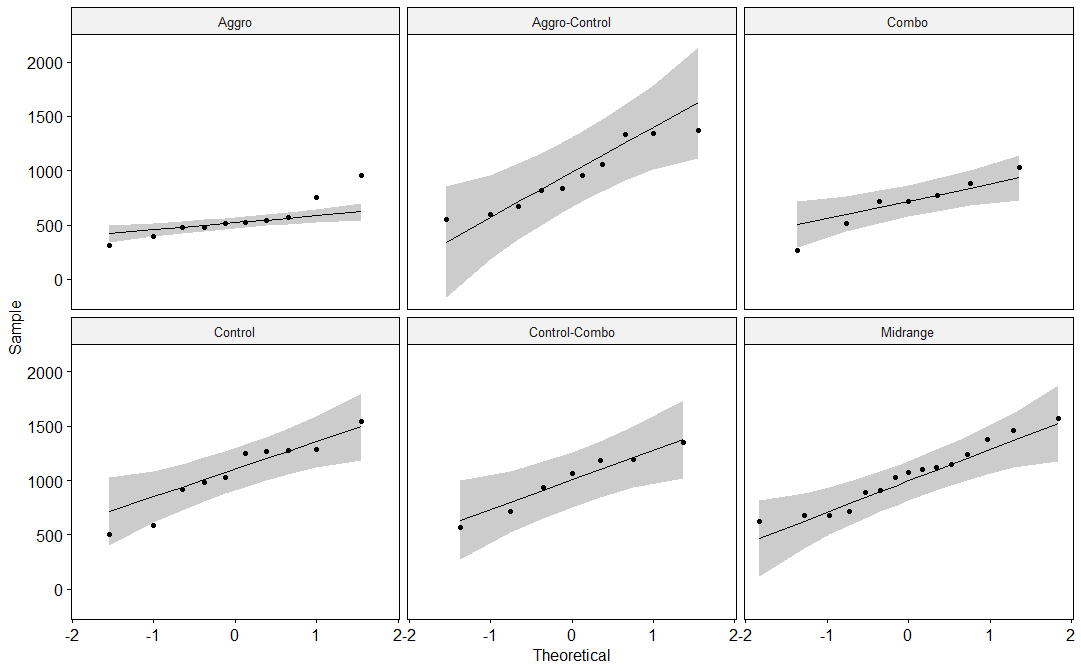 Aggro Aggro-Control Combo
2000
1500
1000
500
0
Sample
Control Control-Combo Midrange
2000
1500
1000
500
0
-2 -1 0 1 2 -2 -1 0 1 2 -2 -1 0 1 2
Theoretical